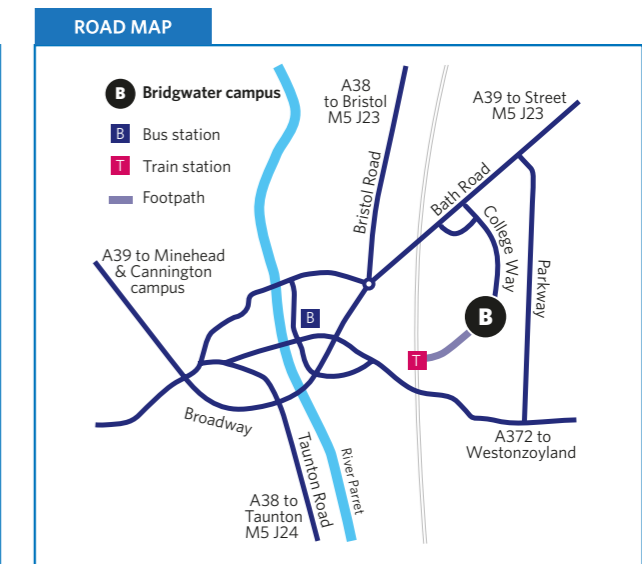 ROAD MAP
B Bridgwater campus
B Bus station
T Train station
Footpath
A38
to Bristol
M5 J23
A39 to Street
M5 J23
Bristol Road
Bath Road
College Way
Parkway
A39 to Minehead
& Cannington
campus
B
B
T
Broadway
Taunton Road
River Parret
A372 to
Westonzoyland
A38 to
Taunton
M5 J24